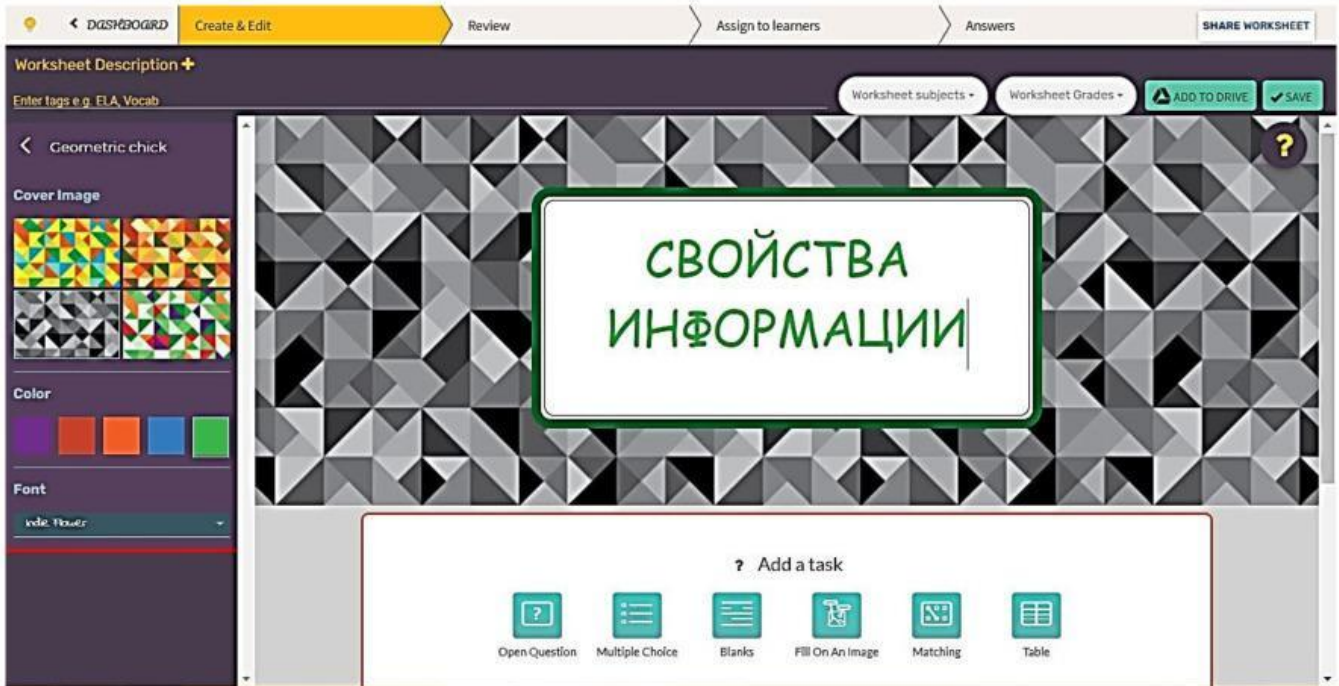 DASHBOARD
Create & Edit
Review
Assign to learners
Answers
SHARE WORKSHEET
Worksheet Description
Enter tags e.g. ELA, Vocab
Worksheet subjects
Worksheet Grades
ADD TO DRIVE
SAVE
Geometric chick
?
Cover Image
СВОЙСТВА
ИНФОРМАЦИИ
Color
Font
Indie Flower
? Add a task
?
Open Question
Multiple Choice
Blanks
Fill On An Image
Matching
Table